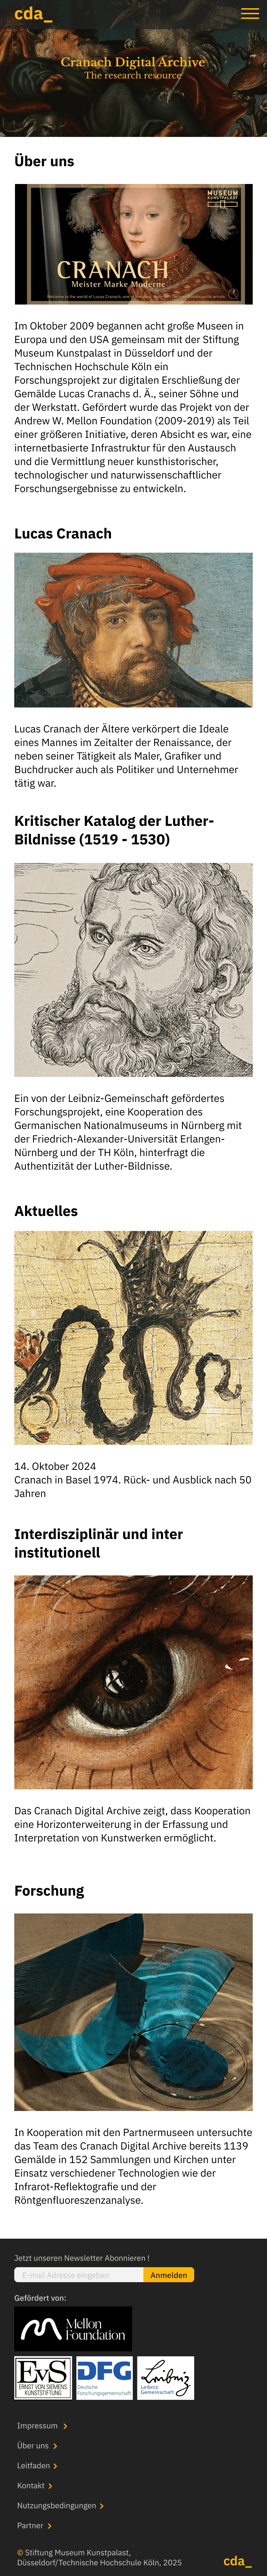 cda_
Cranach Digital Archive
The research resource
Über uns
MUSEUM
KUNSTPALAST
CRANACH
Meister Marke Moderne
Im Oktober 2009 begannen acht große Museen in
Europa und den USA gemeinsam mit der Stiftung
Museum Kunstpalast in Düsseldorf und der
Technischen Hochschule Köln ein
Forschungsprojekt zur digitalen Erschließung der
Gemälde Lucas Cranachs d. Ä., seiner Söhne und
der Werkstatt. Gefördert wurde das Projekt von der
Andrew W. Mellon Foundation (2009-2019) als Teil
einer größeren Initiative, deren Absicht es war, eine
internetbasierte Infrastruktur für den Austausch
und die Vermittlung neuer kunsthistorischer,
technologischer und naturwissenschaftlicher
Forschungsergebnisse zu entwickeln.
Lucas Cranach
Lucas Cranach der Ältere verkörpert die Ideale
eines Mannes im Zeitalter der Renaissance, der
neben seiner Tätigkeit als Maler, Grafiker und
Buchdrucker auch als Politiker und Unternehmer
tätig war.
Kritischer Katalog der Luther-
Bildnisse (1519 - 1530)
Ein von der Leibniz-Gemeinschaft gefördertes
Forschungsprojekt, eine Kooperation des
Germanischen Nationalmuseums in Nürnberg mit
der Friedrich-Alexander-Universität Erlangen-
Nürnberg und der TH Köln, hinterfragt die
Authentizität der Luther-Bildnisse.
Aktuelles
14. Oktober 2024
Cranach in Basel 1974. Rück- und Ausblick nach 50
Jahren
Interdisziplinär und inter
institutionell
Das Cranach Digital Archive zeigt, dass Kooperation
eine Horizonterweiterung in der Erfassung und
Interpretation von Kunstwerken ermöglicht.
Forschung
In Kooperation mit den Partnermuseen untersuchte
das Team des Cranach Digital Archive bereits 1139
Gemälde in 152 Sammlungen und Kirchen unter
Einsatz verschiedener Technologien wie der
Infrarot-Reflektografie und der
Röntgenfluoreszenzanalyse.
Jetzt unseren Newsletter Abonnieren !
E-mail Adresse eingeben
Anmelden
Gefördert von:
Mellon
Foundation
EvS
ERNST VON SIEMENS
KUNSTSTIFTUNG
DFG
Deutsche
Forschungsgemeinschaft
Leibniz
Leibniz
Gemeinschaft
Impressum
Über uns
Leitfaden
Kontakt
Nutzungsbedingungen
Partner
© Stiftung Museum Kunstpalast,
Düsseldorf/Technische Hochschule Köln, 2025
cda_